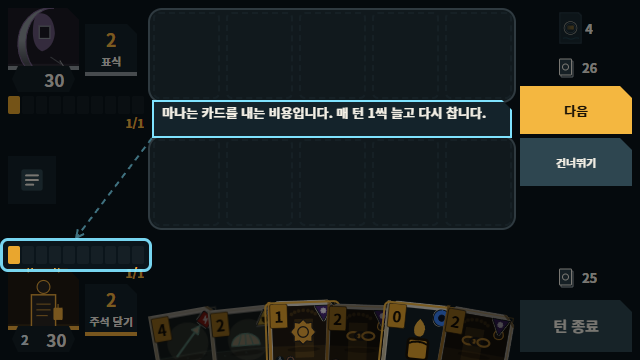 2
표식
30
1/1
4
26
마나는 카드를 내는 비용입니다. 매 턴 1씩 늘고 다시 찹니다.
다음
건너뛰기
1/1
2
주석 달기
2 30
25
턴 종료
4
2
1
2
0
2